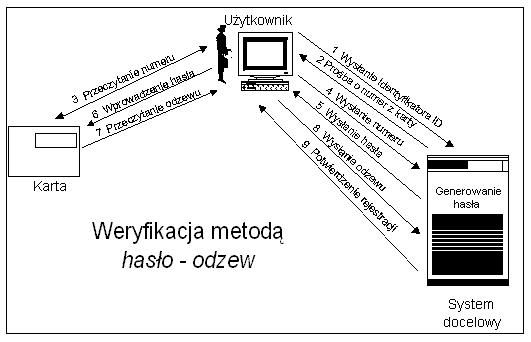 Użytkownik
1 Wysłanie Identyfikatora ID
2 Prośba o numer z karty
3 Przeczytanie numeru
4 Wysłanie numeru
5 Wysłanie hasła
6 Wprowadzenie hasła
7 Przeczytanie odzewu
8 Wysłanie odzewu
9 Potwierdzenie rejestracji
Karta
Generowanie
hasła
Weryfikacja metodą
hasło - odzew
System
docelowy